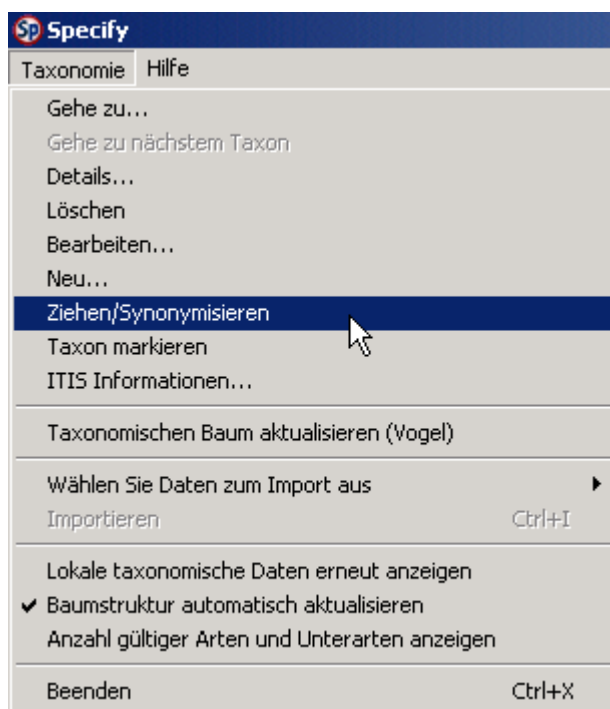 Sp Specify
Taxonomie Hilfe
Gehe zu...
Gehe zu nächstem Taxon
Details...
Löschen
Bearbeiten...
Neu...
Ziehen/Synonymisieren
Taxon markieren
ITIS Informationen...
Taxonomischen Baum aktualisieren (Vogel)
Wählen Sie Daten zum Import aus
Importieren Ctrl+I
Lokale taxonomische Daten erneut anzeigen
Baumstruktur automatisch aktualisieren
Anzahl gültiger Arten und Unterarten anzeigen
Beenden Ctrl+X